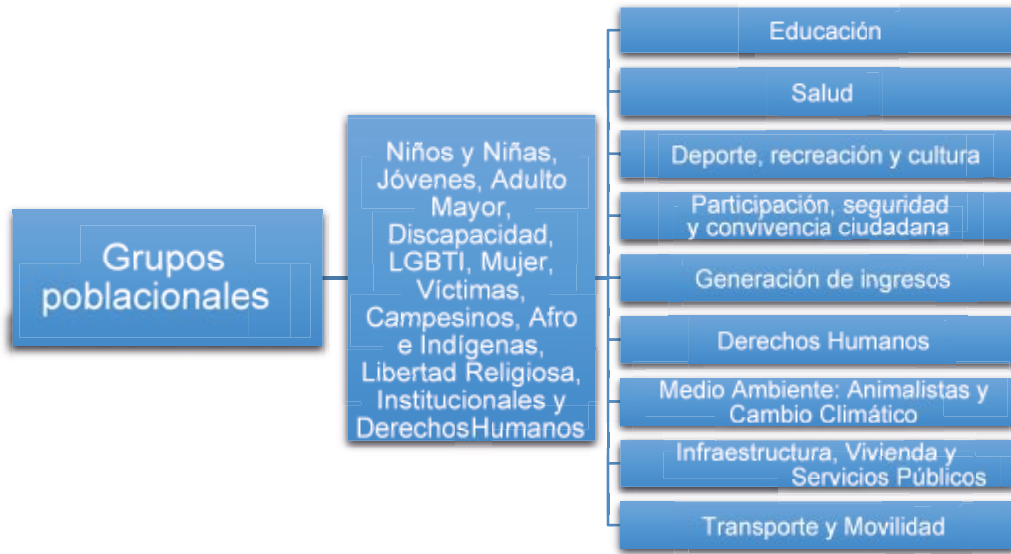 Grupos
poblacionales
Niños y Niñas,
Jóvenes, Adulto
Mayor,
Discapacidad,
LGBTI, Mujer,
Víctimas,
Campesinos, Afro
e Indígenas,
Libertad Religiosa,
Institucionales y
DerechosHumanos
Educación
Salud
Deporte, recreación y cultura
Participación, seguridad
y convivencia ciudadana
Generación de ingresos
Derechos Humanos
Medio Ambiente: Animalistas y
Cambio Climático
Infraestructura, Vivienda y
Servicios Públicos
Transporte y Movilidad